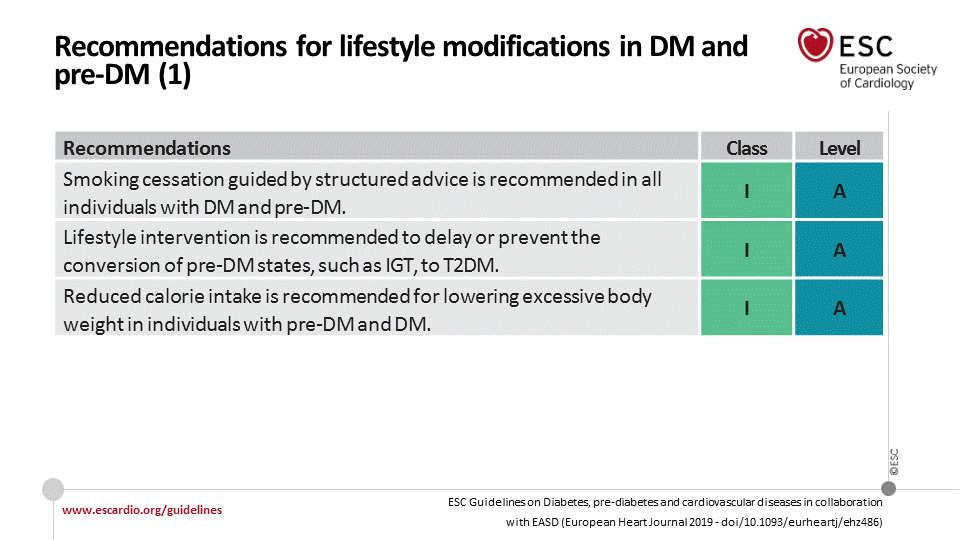 Recommendations for lifestyle modifications in DM and
pre-DM (1)
ESC
European Society
of Cardiology
Recommendations Class Level
Smoking cessation guided by structured advice is recommended in all
individuals with DM and pre-DM.
I A
Lifestyle intervention is recommended to delay or prevent the
conversion of pre-DM states, such as IGT, to T2DM.
I A
Reduced calorie intake is recommended for lowering excessive body
weight in individuals with pre-DM and DM.
I A
©ESC
www.escardio.org/guidelines
ESC Guidelines on Diabetes, pre-diabetes and cardiovascular diseases in collaboration
with EASD (European Heart Journal 2019 - doi/10.1093/eurheartj/ehz486)